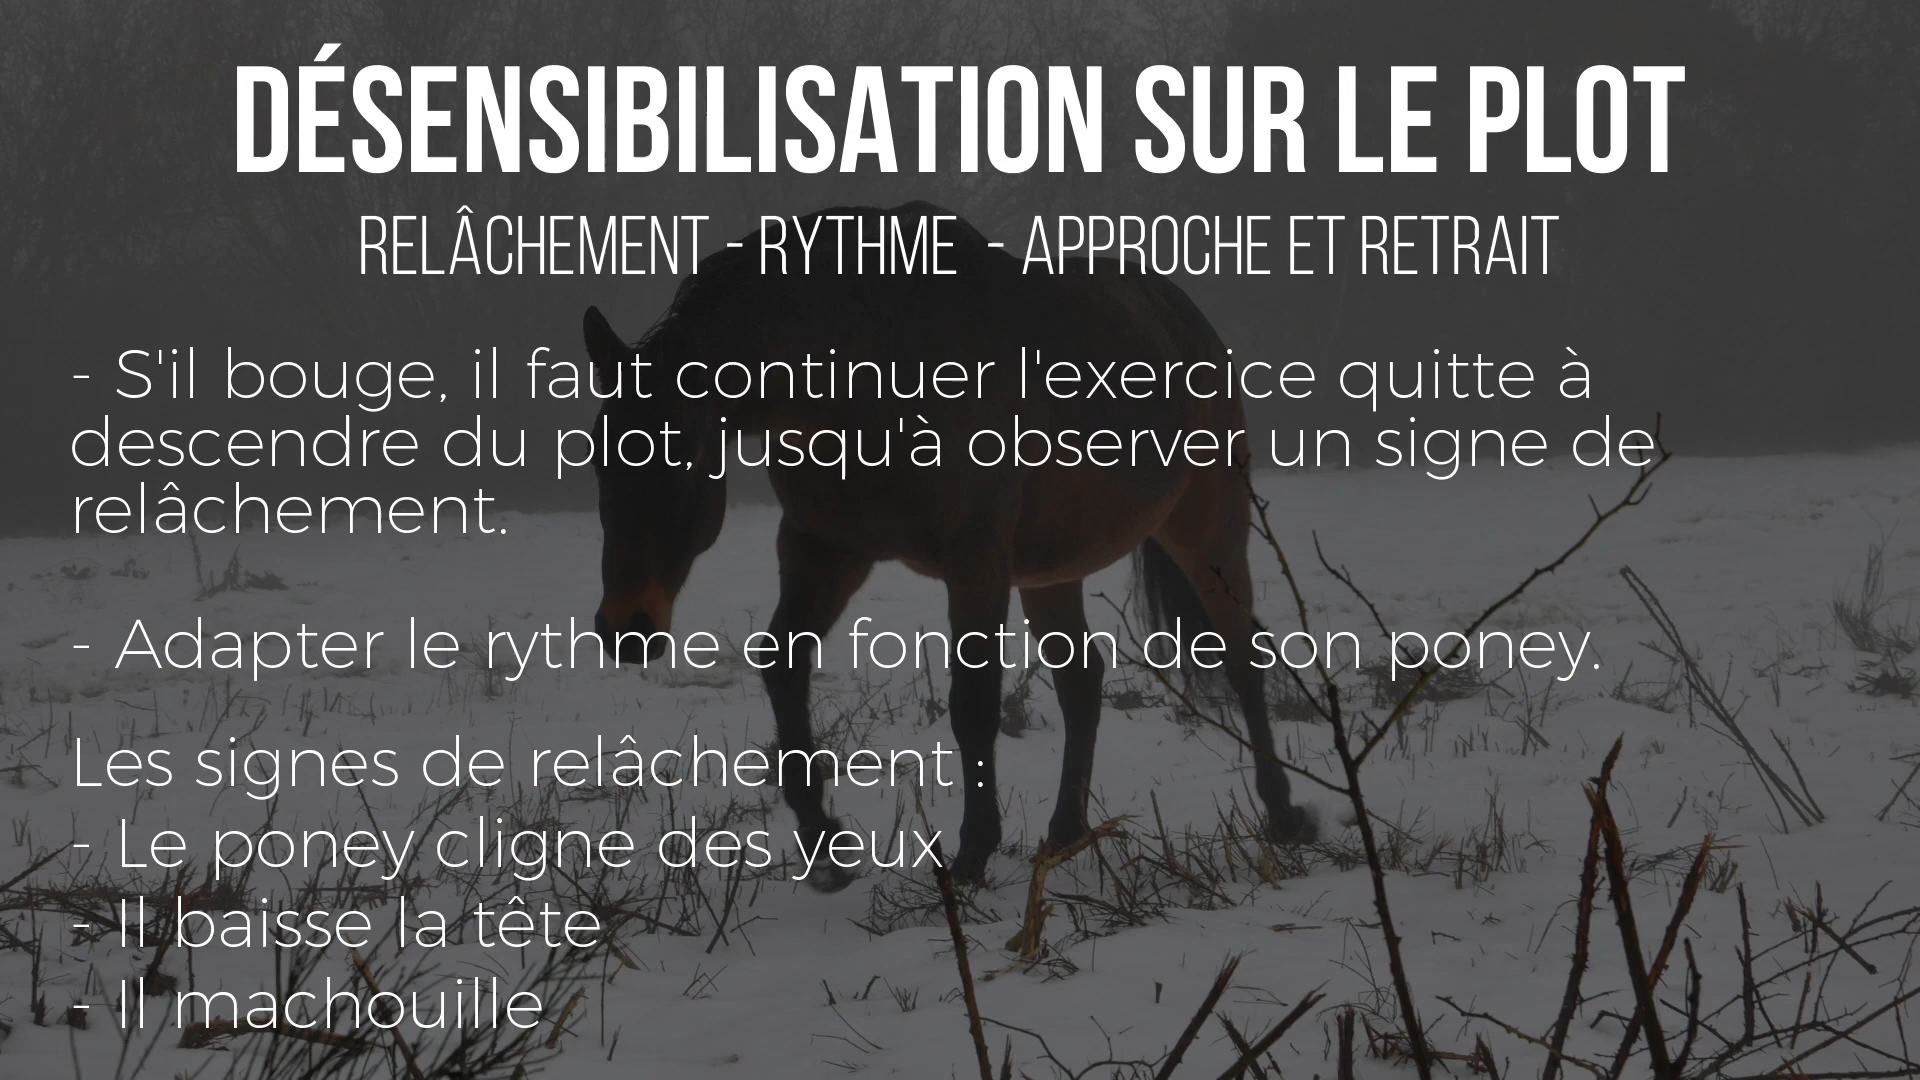 DÉSENSIBILISATION SUR LE PLOT
RELÂCHEMENT - RYTHME - APPROCHE ET RETRAIT
- S'il bouge, il faut continuer l'exercice quitte à
descendre du plot, jusqu'à observer un signe de
relâchement.
- Adapter le rythme en fonction de son poney.
Les signes de relâchement :
- Le poney cligne des yeux
- Il baisse la tête
- Il machouille